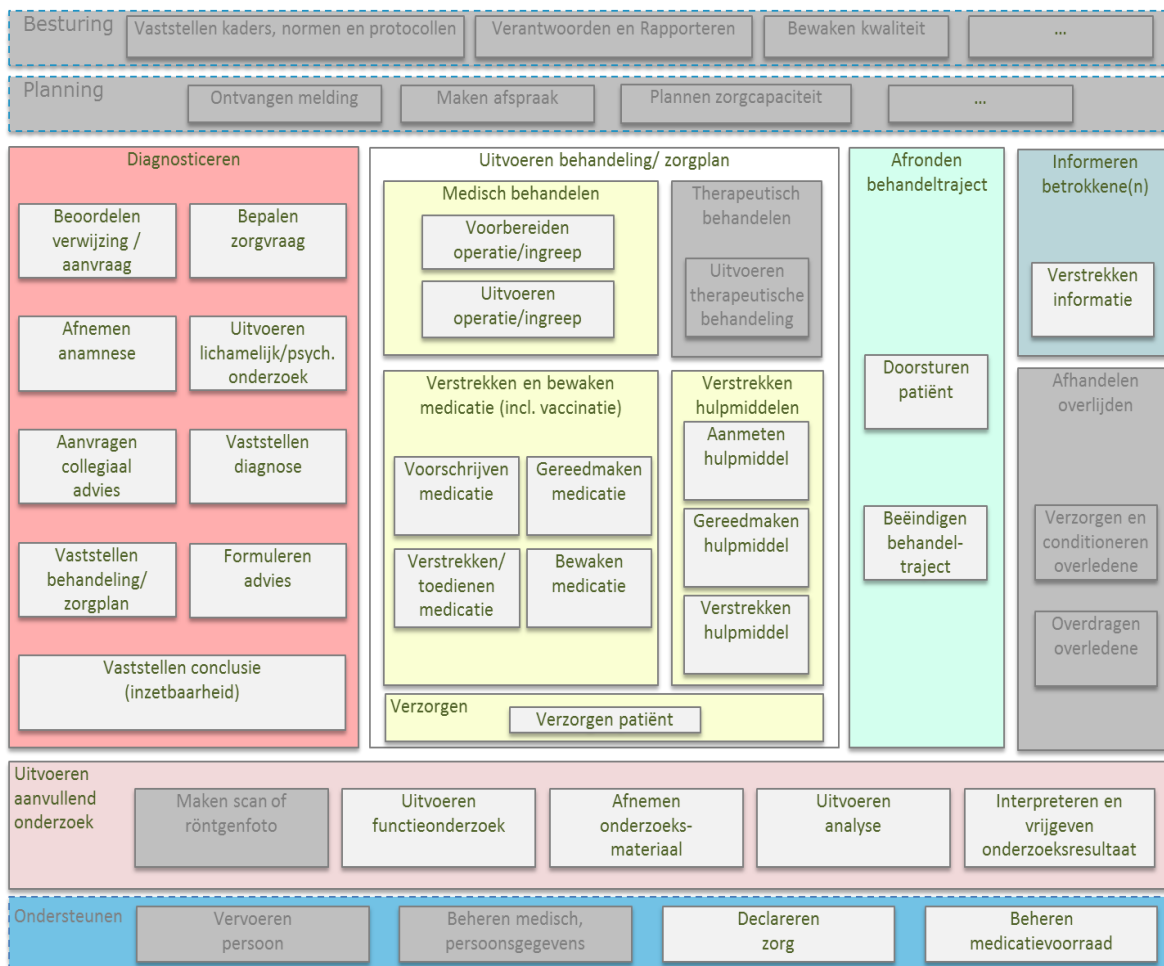 Besturing
Vaststellen kaders, normen en protocollen
Verantwoorden en Rapporteren
Bewaken kwaliteit
...
Planning
Ontvangen melding
Maken afspraak
Plannen zorgcapaciteit
...
Diagnosticeren
Beoordelen
verwijzing /
aanvraag
Bepalen
zorgvraag
Afnemen
anamnese
Uitvoeren
lichamelijk/psych.
onderzoek
Aanvragen
collegiaal
advies
Vaststellen
diagnose
Vaststellen
behandeling/
zorgplan
Formuleren
advies
Vaststellen conclusie
(inzetbaarheid)
Uitvoeren behandeling/ zorgplan
Medisch behandelen
Voorbereiden
operatie/ingreep
Uitvoeren
operatie/ingreep
Therapeutisch
behandelen
Uitvoeren
therapeutische
behandeling
Verstrekken en bewaken
medicatie (incl. vaccinatie)
Voorschrijven
medicatie
Gereedmaken
medicatie
Verstrekken/
toedienen
medicatie
Bewaken
medicatie
Verstrekken
hulpmiddelen
Aanmeten
hulpmiddel
Gereedmaken
hulpmiddel
Verstrekken
hulpmiddel
Verzorgen
Verzorgen patiënt
Afronden
behandeltraject
Doorsturen
patiënt
Beëindigen
behandel-
traject
Informeren
betrokkene(n)
Verstrekken
informatie
Afhandelen
overlijden
Verzorgen en
conditioneren
overledene
Overdragen
overledene
Uitvoeren
aanvullend
onderzoek
Maken scan of
röntgenfoto
Uitvoeren
functieonderzoek
Afnemen
onderzoeks-
materiaal
Uitvoeren
analyse
Interpreteren en
vrijgeven
onderzoeksresultaat
Ondersteunen
Vervoeren
persoon
Beheren medisch,
persoonsgegevens
Declareren
zorg
Beheren
medicatievoorraad